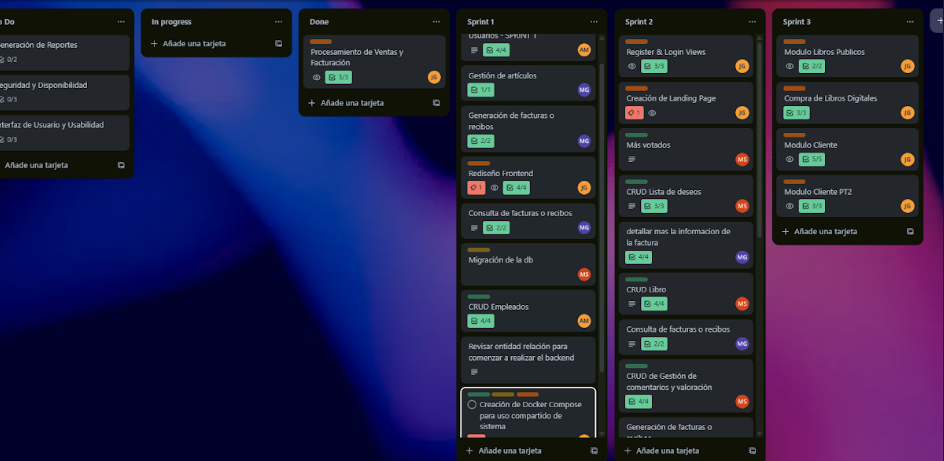 o Do
eneración de Reportes
0/2
eguridad y Disponibilidad
0/3
nterfaz de Usuario y Usabilidad
0/3
Añade una tarjeta
In progress
+ Añade una tarjeta
Done
Procesamiento de Ventas y
Facturación
3/3
JG
+ Añade una tarjeta
Sprint 1
Usuarios - SPRINT 1
4/4
AM
Gestión de artículos
1/1
MG
Generación de facturas o
recibos
2/2
MG
Rediseño Frontend
1
4/4
JG
Consulta de facturas o recibos
2/2
MG
Migración de la db
MS
CRUD Empleados
4/4
AM
Revisar entidad relación para
comenzar a realizar el backend
Creación de Docker Compose
para uso compartido de
sistema
+ Añade una tarjeta
Sprint 2
Register & Login Views
3/3
JG
Creación de Landing Page
1
JG
Más votados
MS
CRUD Lista de deseos
3/3
MS
detallar mas la informacion de
la factura
4/4
MG
CRUD Libro
4/4
MS
Consulta de facturas o recibos
2/2
MG
CRUD de Gestión de
comentarios y valoración
4/4
MS
Generación de facturas o
recibos
+ Añade una tarjeta
Sprint 3
Modulo Libros Publicos
2/2
JG
Compra de Libros Digitales
3/3
JG
Modulo Cliente
5/5
JG
Modulo Cliente PT2
3/3
JG
+ Añade una tarjeta